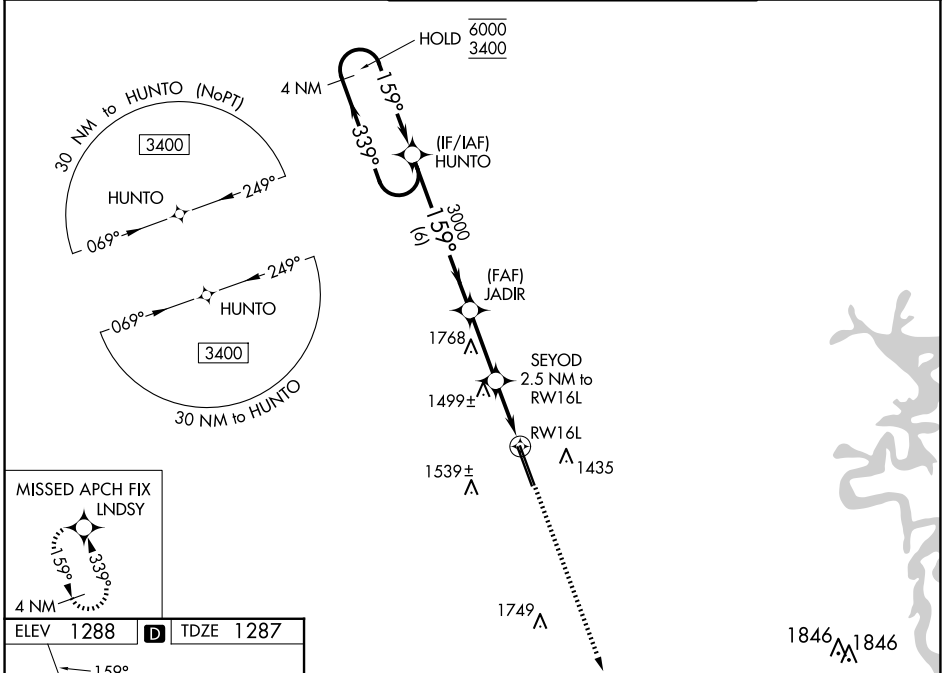 HOLD 6000
3400
4 NM
159°
339°
(IF/IAF)
HUNTO
30 NM to HUNTO (NoPT)
3400
HUNTO
249°
069°
249°
069°
HUNTO
3400
30 NM to HUNTO
3000
159°
(6)
(FAF)
JADIR
1768
SEYOD
2.5 NM to
RW16L
1499±
RW16L
1435
1539±
MISSED APCH FIX
LNDSY
159°
339°
4 NM
1749
1846 1846
ELEV 1288 D TDZE 1287
159°